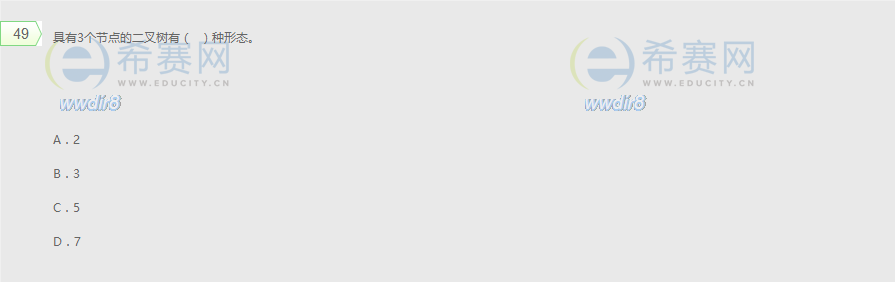 49
具有3个节点的二叉树有（ ）种形态。
希赛网 希赛网
WWW.EDUCITY.CN WWW.EDUCITY.CN
wwdir8 wwdir8
A . 2
B . 3
C . 5
D . 7